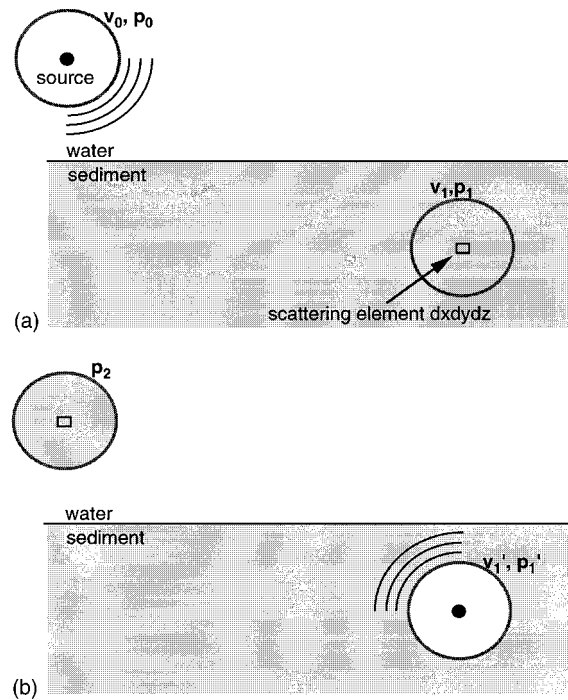 v0, p0
source
water
sediment
v1,p1
scattering element dxdydz
(a)
p2
water
sediment
v1', p1'
(b)